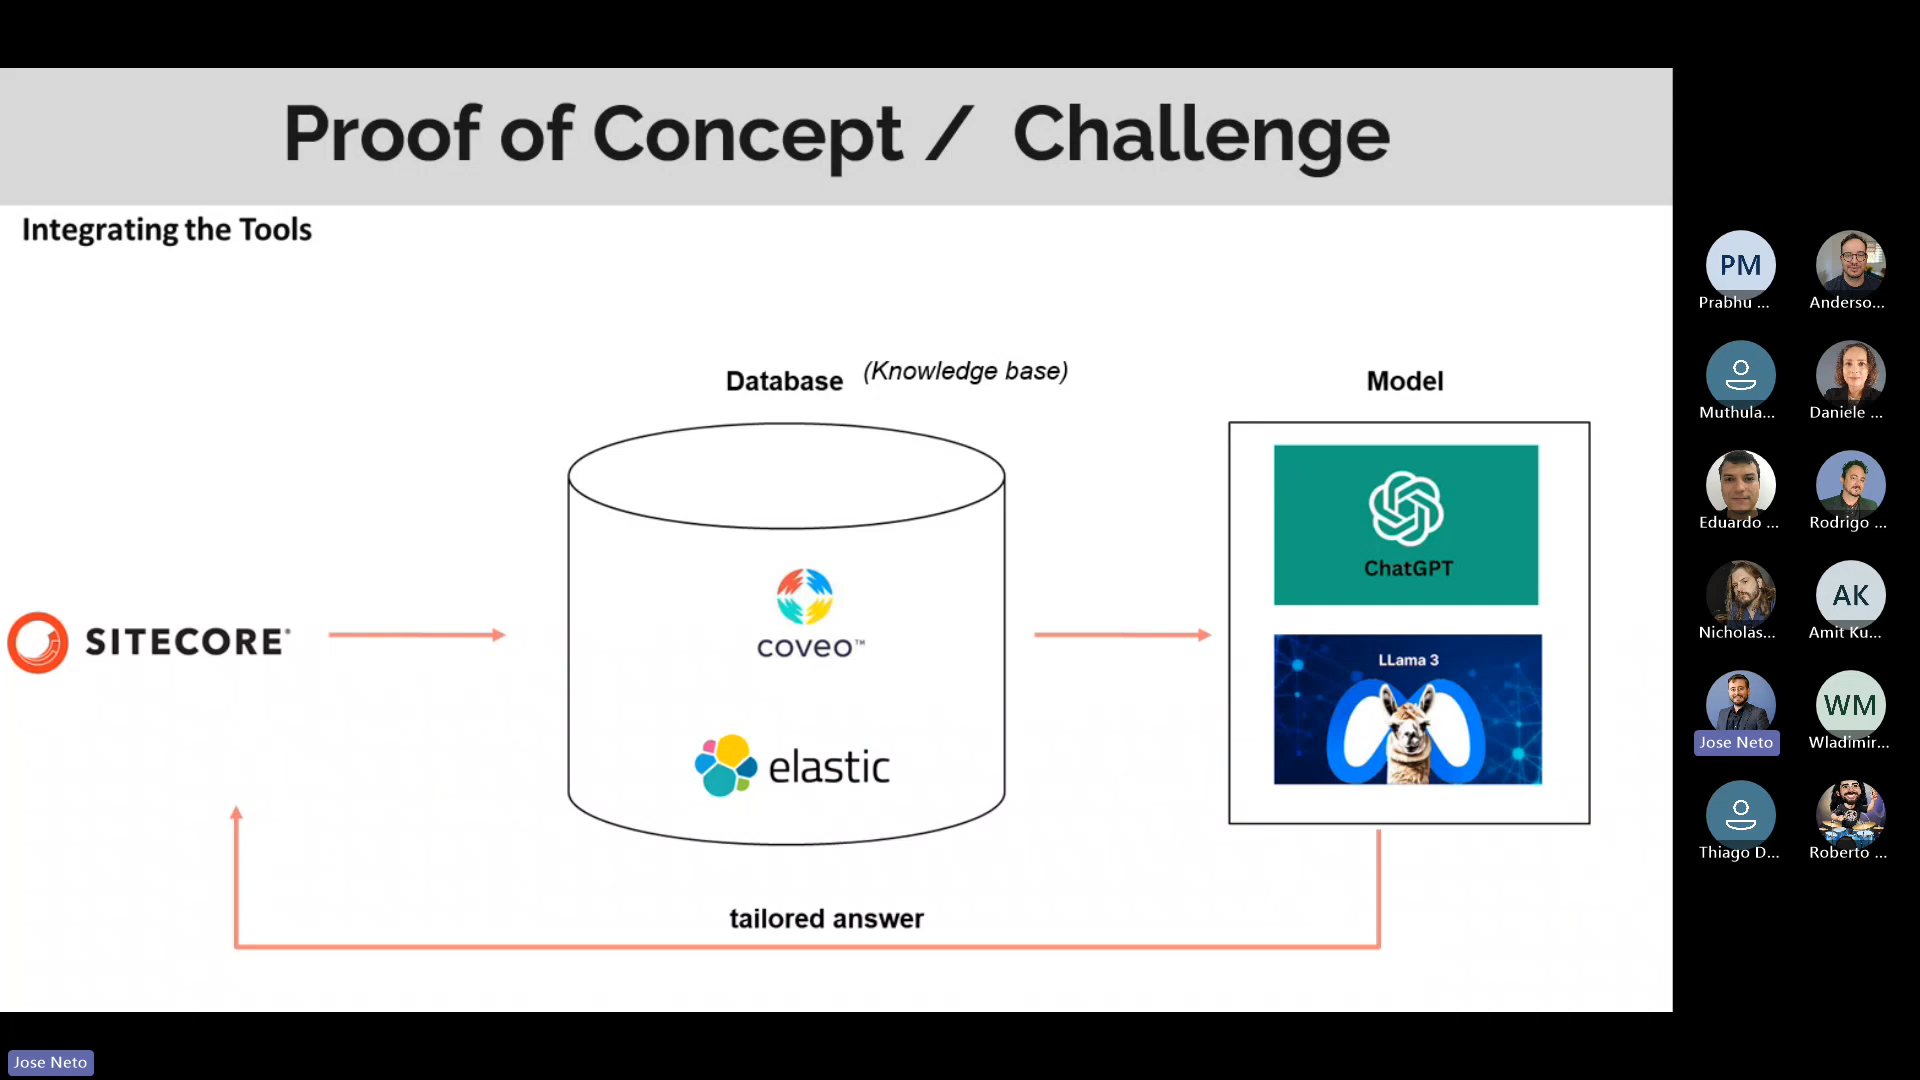 Proof of Concept / Challenge
Integrating the Tools
Database (Knowledge base)
Model
ChatGPT
LLama 3
SITECORE
coveo™
elastic
tailored answer
PM
Prabhu ...
Anderso...
Muthula...
Daniele ...
Eduardo ...
Rodrigo ...
Nicholas...
AK
Amit Ku...
Jose Neto
WM
Wladimir...
Thiago D...
Roberto ...
Jose Neto